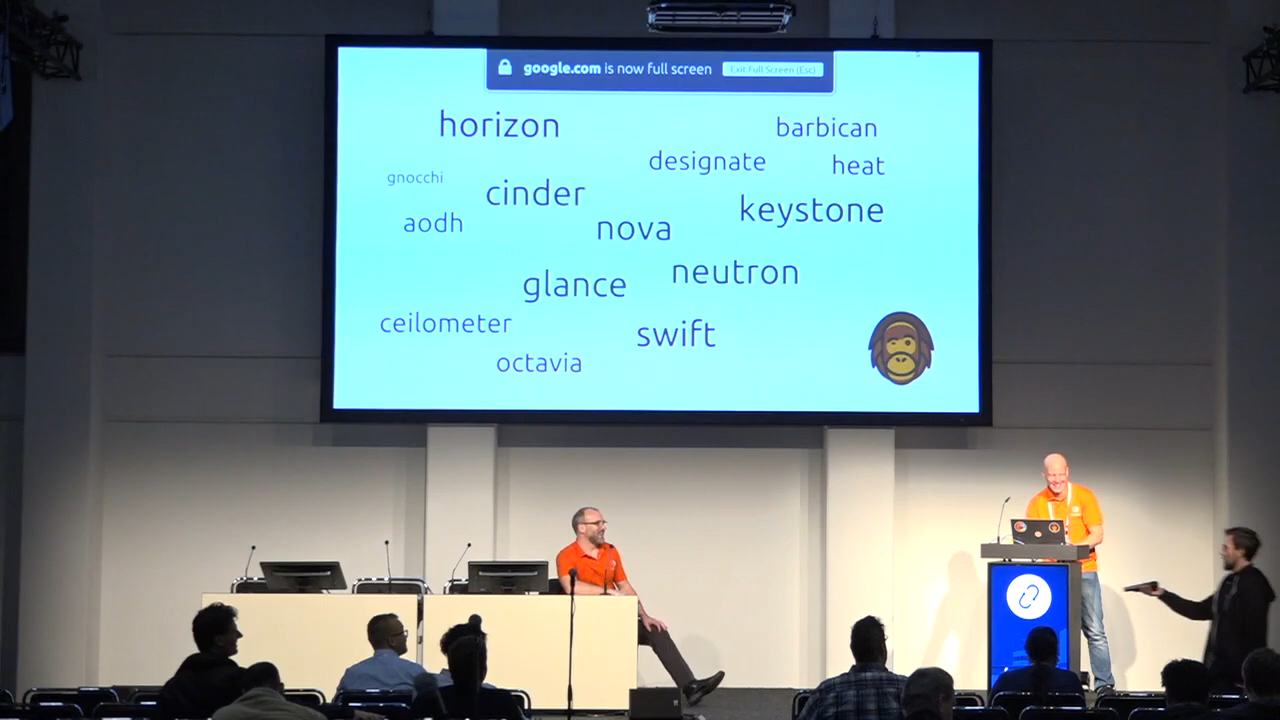 google.com is now full screen Exit Full Screen (Esc)
horizon
barbican
designate
heat
gnocchi
cinder
keystone
aodh
nova
neutron
glance
ceilometer
swift
octavia